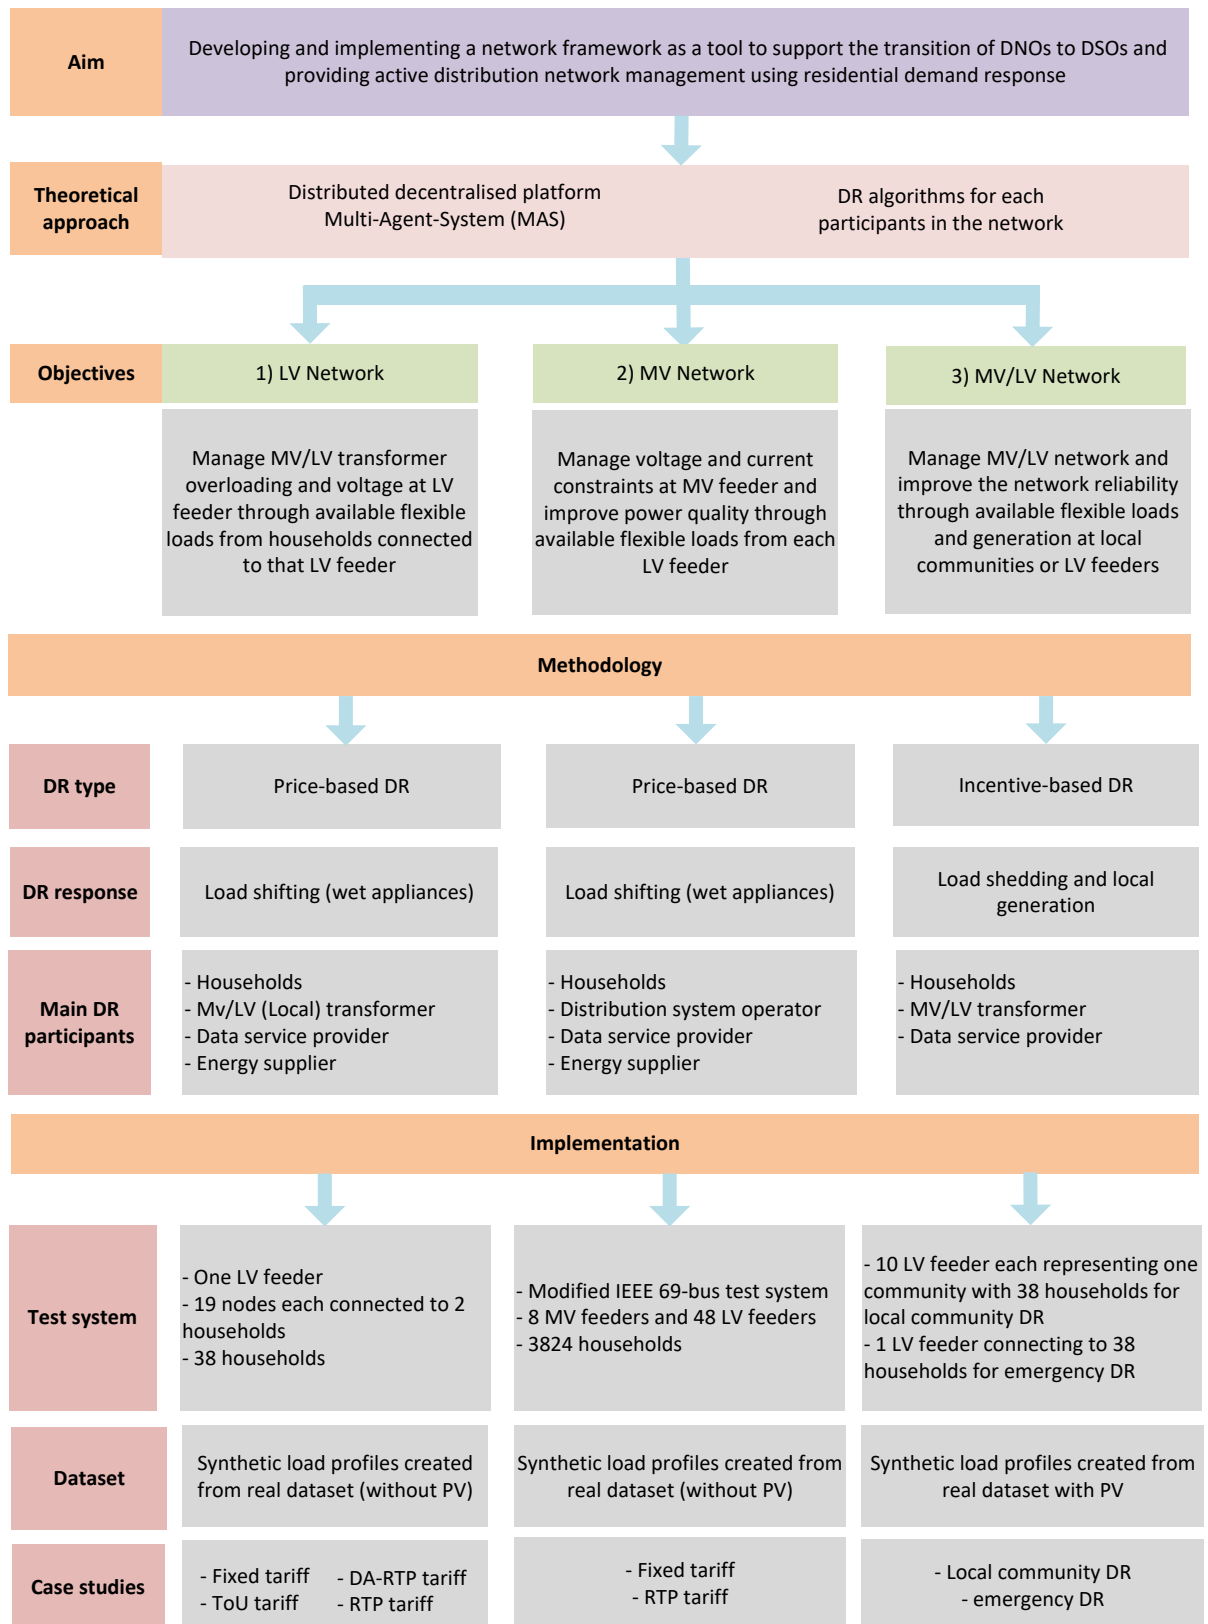 Aim
Developing and implementing a network framework as a tool to support the transition of DNOs to DSOs and
providing active distribution network management using residential demand response
Theoretical
approach
Distributed decentralised platform
Multi-Agent-System (MAS)
DR algorithms for each
participants in the network
Objectives
1) LV Network
2) MV Network
3) MV/LV Network
Manage MV/LV transformer
overloading and voltage at LV
feeder through available flexible
loads from households connected
to that LV feeder
Manage voltage and current
constraints at MV feeder and
improve power quality through
available flexible loads from each
LV feeder
Manage MV/LV network and
improve the network reliability
through available flexible loads
and generation at local
communities or LV feeders
Methodology
DR type
Price-based DR
Price-based DR
Incentive-based DR
DR response
Load shifting (wet appliances)
Load shifting (wet appliances)
Load shedding and local
generation
Main DR
participants
- Households
- Mv/LV (Local) transformer
- Data service provider
- Energy supplier
- Households
- Distribution system operator
- Data service provider
- Energy supplier
- Households
- MV/LV transformer
- Data service provider
Implementation
Test system
- One LV feeder
- 19 nodes each connected to 2
households
- 38 households
- Modified IEEE 69-bus test system
- 8 MV feeders and 48 LV feeders
- 3824 households
- 10 LV feeder each representing one
community with 38 households for
local community DR
- 1 LV feeder connecting to 38
households for emergency DR
Dataset
Synthetic load profiles created
from real dataset (without PV)
Synthetic load profiles created from
real dataset (without PV)
Synthetic load profiles created from
real dataset with PV
Case studies
- Fixed tariff
- ToU tariff
- DA-RTP tariff
- RTP tariff
- Fixed tariff
- RTP tariff
- Local community DR
- emergency DR